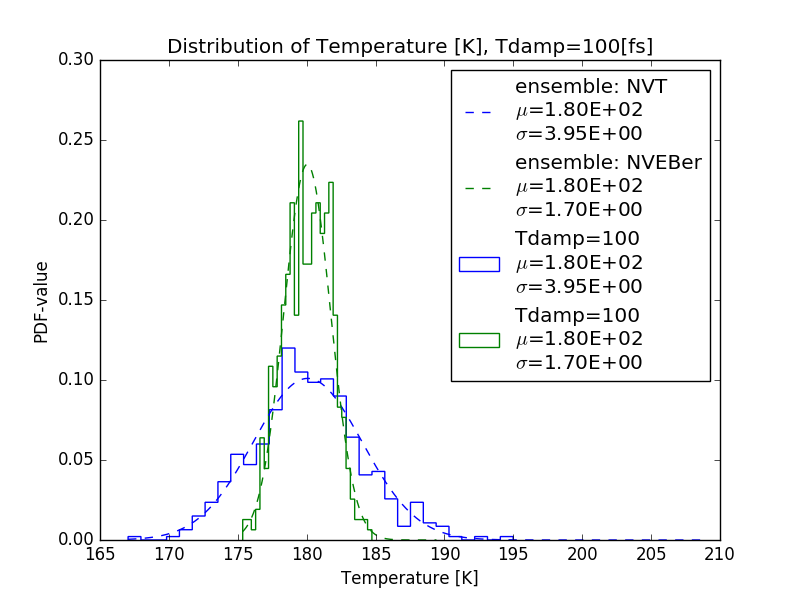 Distribution of Temperature [K], Tdamp=100[fs]
0.30
0.25
0.20
0.15
0.10
0.05
0.00
PDF-value
165 170 175 180 185 190 195 200 205 210
Temperature [K]
ensemble: NVT
μ=1.80E+02
σ=3.95E+00
ensemble: NVEBer
μ=1.80E+02
σ=1.70E+00
Tdamp=100
μ=1.80E+02
σ=3.95E+00
Tdamp=100
μ=1.80E+02
σ=1.70E+00